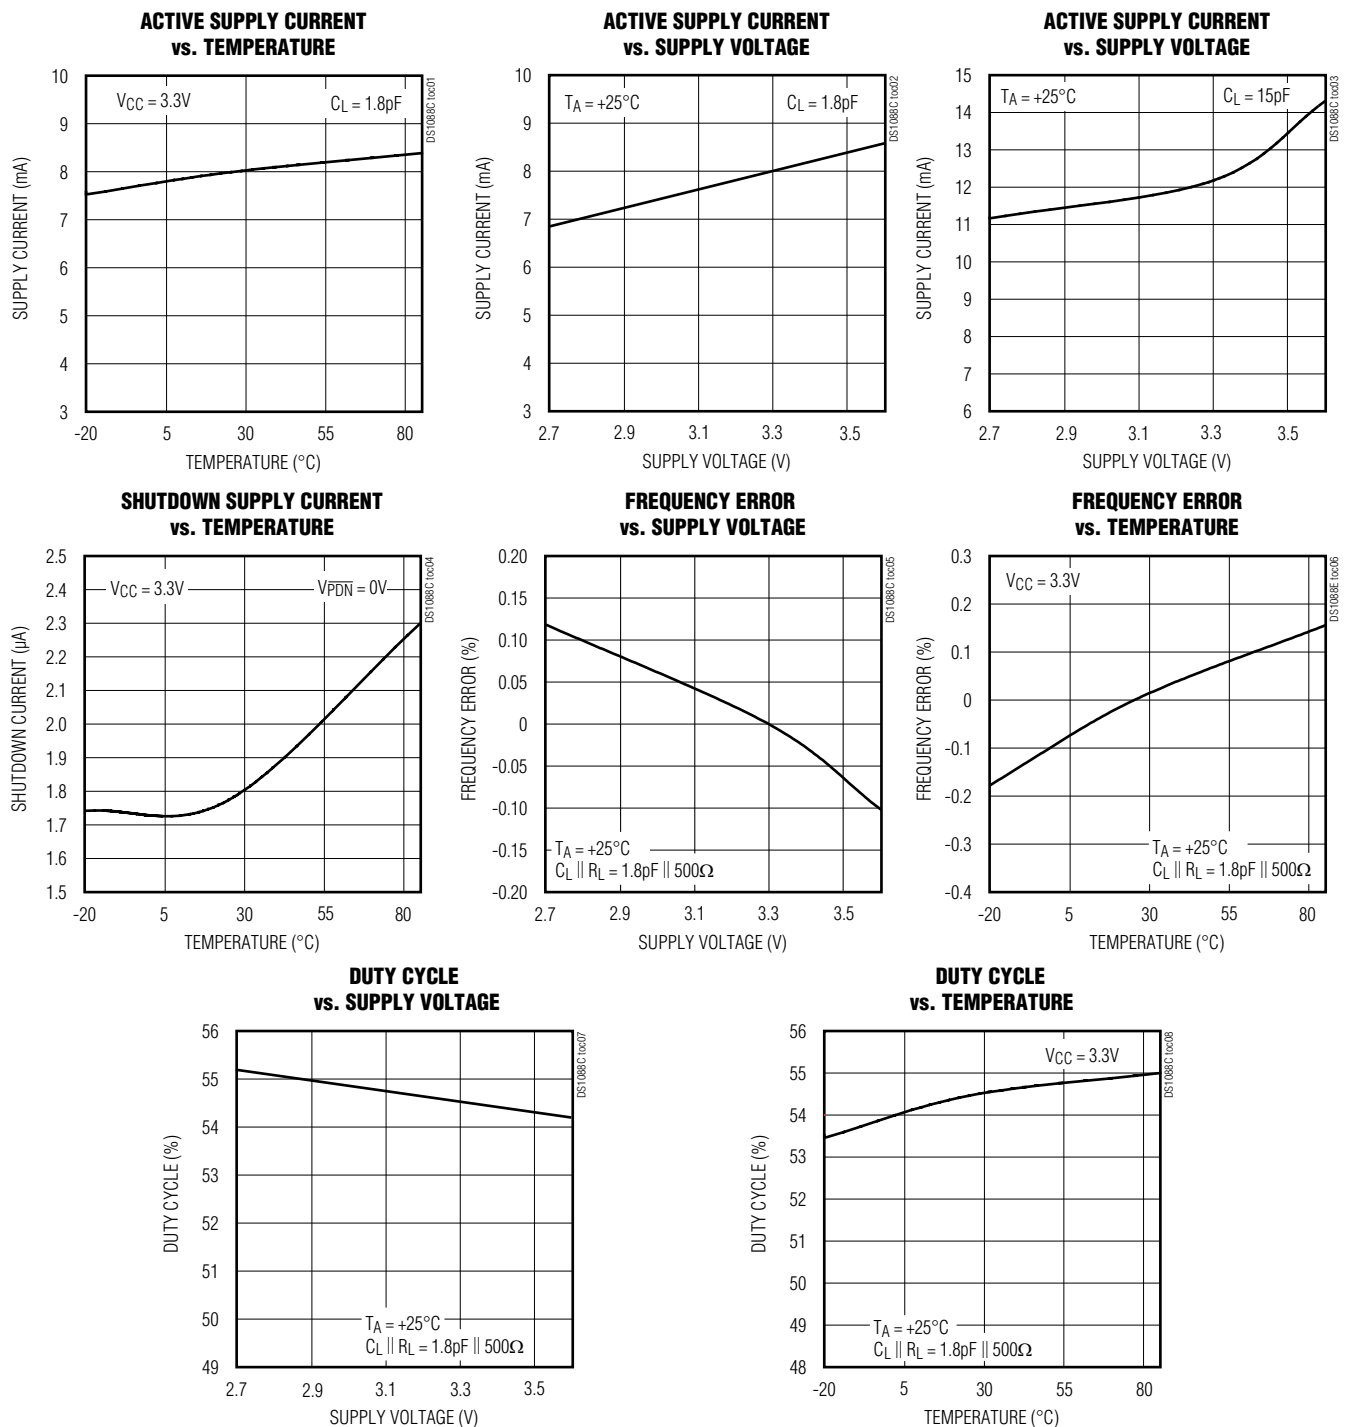 ACTIVE SUPPLY CURRENT
vs. TEMPERATURE
10
9
8
7
6
5
4
3
SUPPLY CURRENT (mA)
VCC = 3.3V
CL = 1.8pF
DS1088C toc01
-20 5 30 55 80
TEMPERATURE (°C)
ACTIVE SUPPLY CURRENT
vs. SUPPLY VOLTAGE
10
9
8
7
6
5
4
3
SUPPLY CURRENT (mA)
TA = +25°C
CL = 1.8pF
DS1088C toc02
2.7 2.9 3.1 3.3 3.5
SUPPLY VOLTAGE (V)
ACTIVE SUPPLY CURRENT
vs. SUPPLY VOLTAGE
15
14
13
12
11
10
9
8
7
6
SUPPLY CURRENT (mA)
TA = +25°C
CL = 15pF
DS1088C toc03
2.7 2.9 3.1 3.3 3.5
SUPPLY VOLTAGE (V)
SHUTDOWN SUPPLY CURRENT
vs. TEMPERATURE
2.5
2.4
2.3
2.2
2.1
2.0
1.9
1.8
1.7
1.6
1.5
SHUTDOWN CURRENT (µA)
VCC = 3.3V
VP̅D̅N̅ = 0V
DS1088C toc04
-20 5 30 55 80
TEMPERATURE (°C)
FREQUENCY ERROR
vs. SUPPLY VOLTAGE
0.20
0.15
0.10
0.05
0
-0.05
-0.10
-0.15
-0.20
FREQUENCY ERROR (%)
TA = +25°C
CL || RL = 1.8pF || 500Ω
DS1088C toc05
2.7 2.9 3.1 3.3 3.5
SUPPLY VOLTAGE (V)
FREQUENCY ERROR
vs. TEMPERATURE
0.3
0.2
0.1
0
-0.1
-0.2
-0.3
-0.4
FREQUENCY ERROR (%)
VCC = 3.3V
TA = +25°C
CL || RL = 1.8pF || 500Ω
DS1088E toc06
-20 5 30 55 80
TEMPERATURE (°C)
DUTY CYCLE
vs. SUPPLY VOLTAGE
56
55
54
53
52
51
50
49
DUTY CYCLE (%)
TA = +25°C
CL || RL = 1.8pF || 500Ω
DS1088C toc07
2.7 2.9 3.1 3.3 3.5
SUPPLY VOLTAGE (V)
DUTY CYCLE
vs. TEMPERATURE
56
55
54
53
52
51
50
49
48
DUTY CYCLE (%)
VCC = 3.3V
TA = +25°C
CL || RL = 1.8pF || 500Ω
DS1088C toc08
-20 5 30 55 80
TEMPERATURE (°C)